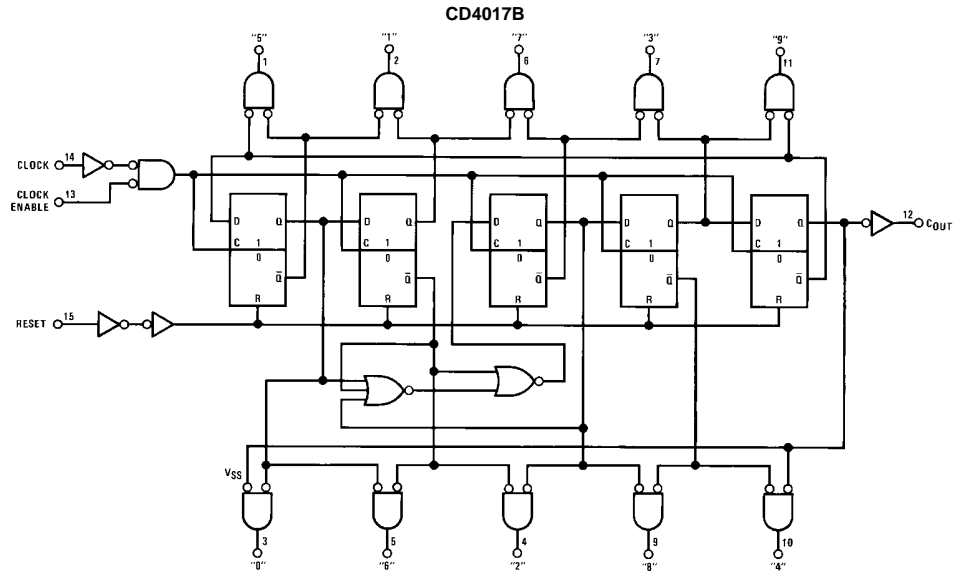 CD4017B
"5" "1" "7" "3" "9"
1 2 6 7 11
CLOCK 14
CLOCK ENABLE 13
D Q D Q D Q D Q D Q
12 COUT
C 1 C 1 C 1 C 1 C 1
0 0 0 0 0
Q̅ Q̅ Q̅ Q̅ Q̅
R R R R R
RESET 15
VSS
3 5 4 9 10
"0" "6" "2" "8" "4"